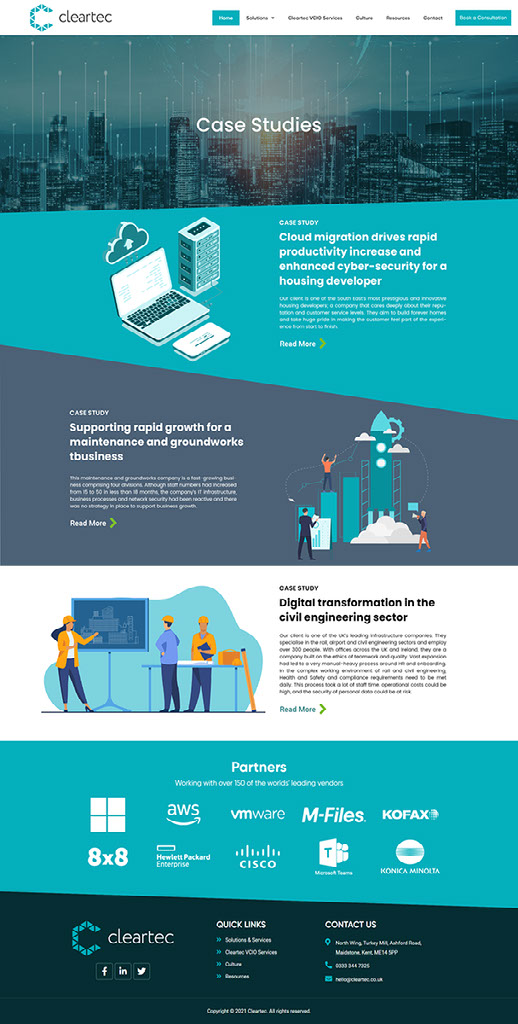 cleartec
Home Solutions Cleartec VCIO Services Culture Resources Contact Book a Consultation
Case Studies
CASE STUDY
Cloud migration drives rapid
productivity increase and
enhanced cyber-security for a
housing developer
Our client is one of the South East's most prestigious and innovative
housing developers; a company that cares deeply about their repu-
tation and customer service levels. They aim to build forever homes
and take huge pride in making the customer feel part of the experi-
ence from start to finish.
Read More
CASE STUDY
Supporting rapid growth for a
maintenance and groundworks
tbusiness
This maintenance and groundworks company is a fast-growing busi-
ness comprising four divisions. Although staff numbers had increased
from 15 to 50 in less than 18 months, the company's IT infrastructure,
business processes and network security had been reactive and there
was no strategy in place to support business growth.
Read More
CASE STUDY
Digital transformation in the
civil engineering sector
Our client is one of the UK's leading infrastructure companies. They
specialise in the rail, airport and civil engineering sectors and employ
over 300 people. With offices across the UK and Ireland, they are a
company built on the ethics of teamwork and quality. Vast expansion
had led to a very manual-heavy process around HR and onboarding.
In the complex working environment of rail and civil engineering,
Health and Safety and compliance requirements need to be met
daily. This process took a lot of staff time, operational costs could be
high, and the security of personal data could be at risk.
Read More
Partners
Working with over 150 of the worlds' leading vendors
aws vmware M-Files KOFAX
8x8 Hewlett Packard Enterprise CISCO Microsoft Teams KONICA MINOLTA
cleartec
QUICK LINKS
Solutions & Services
Cleartec VCIO Services
Culture
Resources
CONTACT US
North Wing, Turkey Mill, Ashford Road,
Maidstone, Kent, ME14 5PP
0333 344 7325
hello@cleartec.co.uk
Copyright © 2021 Cleartec. All rights reserved.